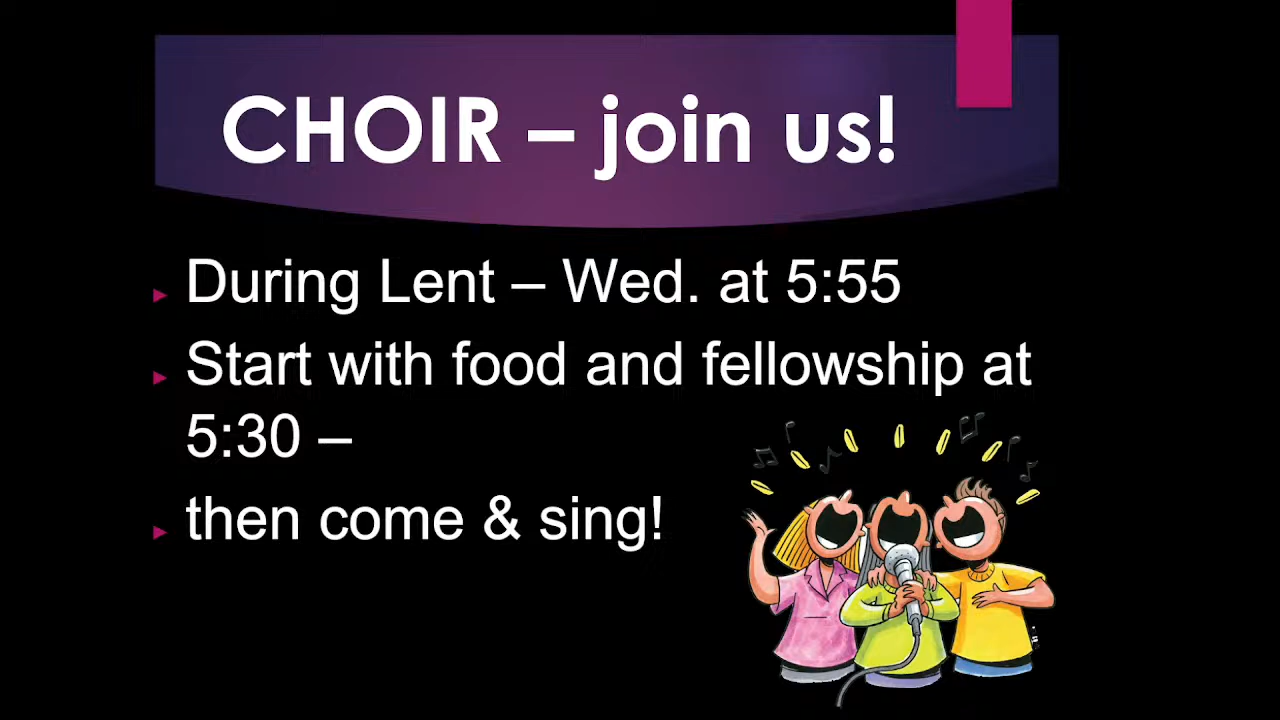 CHOIR – join us!
During Lent – Wed. at 5:55
Start with food and fellowship at
5:30 –
then come & sing!